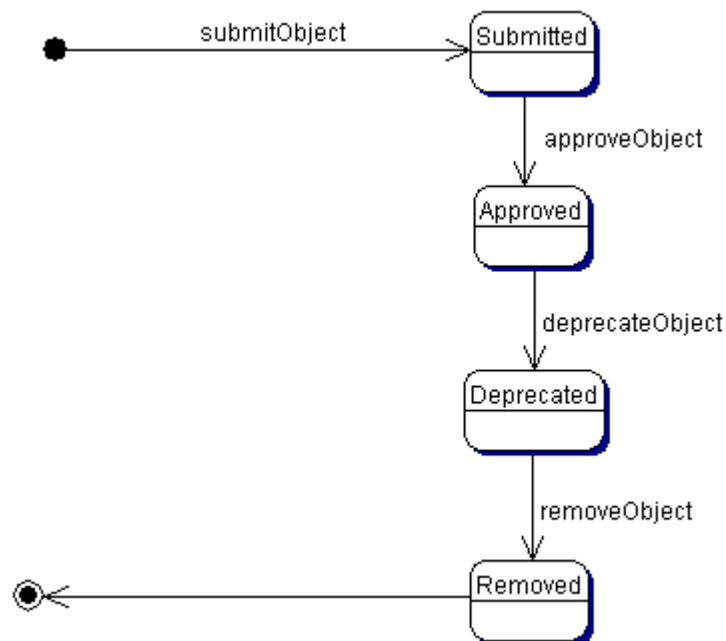 submitObject
Submitted
approveObject
Approved
deprecateObject
Deprecated
removeObject
Removed